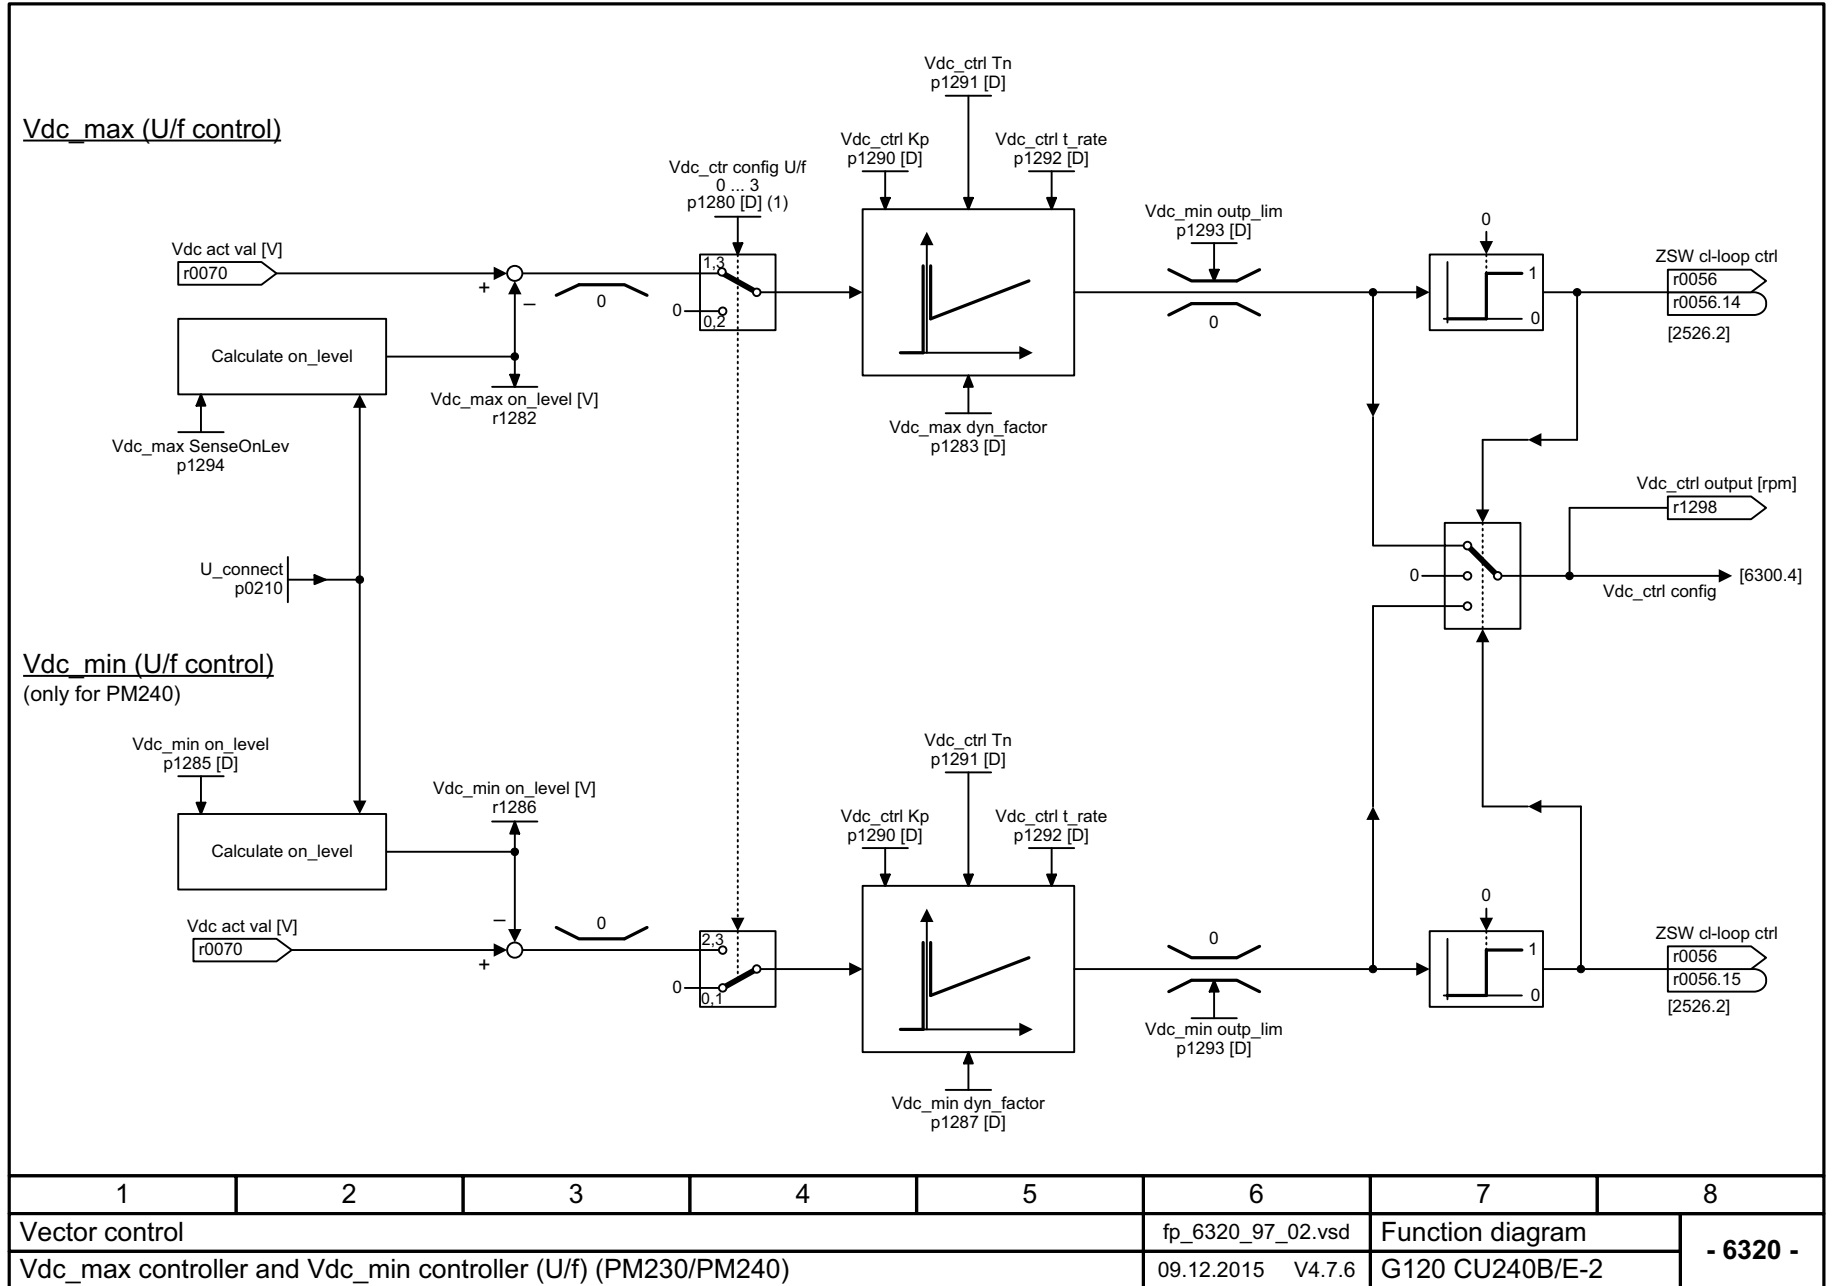 Vdc_max (U/f control)
Vdc_ctrl Tn
p1291 [D]
Vdc_ctrl Kp
p1290 [D]
Vdc_ctrl t_rate
p1292 [D]
Vdc_ctr config U/f
0 ... 3
p1280 [D] (1)
Vdc_min outp_lim
p1293 [D]
0
Vdc act val [V]
r0070
+
–
0
1,3
0
0,2
0
1
0
ZSW cl-loop ctrl
r0056
r0056.14
[2526.2]
Calculate on_level
Vdc_max on_level [V]
r1282
Vdc_max SenseOnLev
p1294
Vdc_max dyn_factor
p1283 [D]
Vdc_ctrl output [rpm]
r1298
U_connect
p0210
0
Vdc_ctrl config
[6300.4]
Vdc_min (U/f control)
(only for PM240)
Vdc_min on_level
p1285 [D]
Vdc_min on_level [V]
r1286
Vdc_ctrl Tn
p1291 [D]
Vdc_ctrl Kp
p1290 [D]
Vdc_ctrl t_rate
p1292 [D]
Calculate on_level
Vdc act val [V]
r0070
–
+
0
2,3
0
0,1
0
Vdc_min outp_lim
p1293 [D]
0
1
0
ZSW cl-loop ctrl
r0056
r0056.15
[2526.2]
Vdc_min dyn_factor
p1287 [D]
1 2 3 4 5 6 7 8
Vector control
fp_6320_97_02.vsd
Function diagram
- 6320 -
Vdc_max controller and Vdc_min controller (U/f) (PM230/PM240)
09.12.2015 V4.7.6
G120 CU240B/E-2